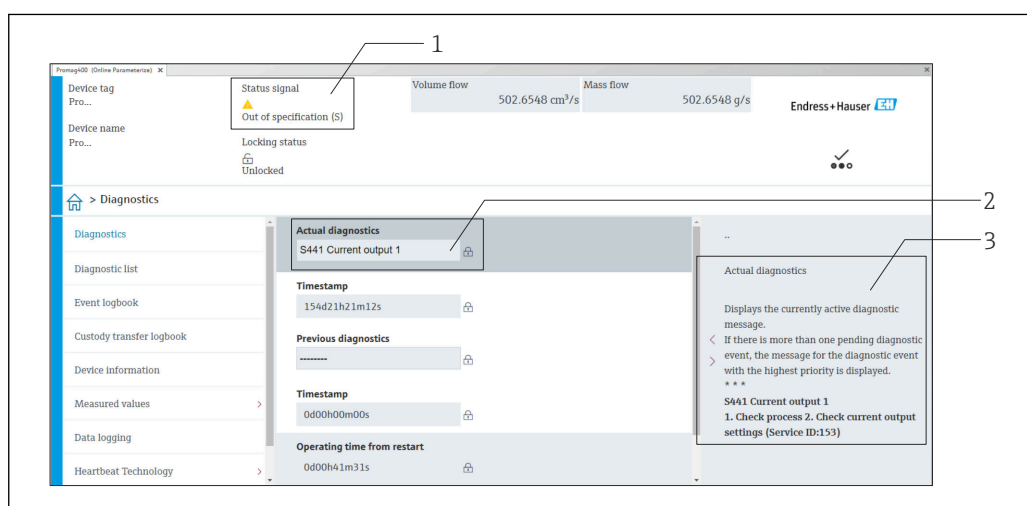 1
Promag400 (Online Parameterize) ×
Device tag
Pro...
Device name
Pro...
Status signal
Out of specification (S)
Locking status
Unlocked
Volume flow
502.6548 cm³/s
Mass flow
502.6548 g/s
Endress+Hauser EH
> Diagnostics
2
3
Diagnostics
Diagnostic list
Event logbook
Custody transfer logbook
Device information
Measured values >
Data logging
Heartbeat Technology >
Actual diagnostics
S441 Current output 1
Timestamp
154d21h21m12s
Previous diagnostics
--------
Timestamp
0d00h00m00s
Operating time from restart
0d00h41m31s
..
Actual diagnostics
Displays the currently active diagnostic
message.
If there is more than one pending diagnostic
event, the message for the diagnostic event
with the highest priority is displayed.
* * *
S441 Current output 1
1. Check process 2. Check current output
settings (Service ID:153)